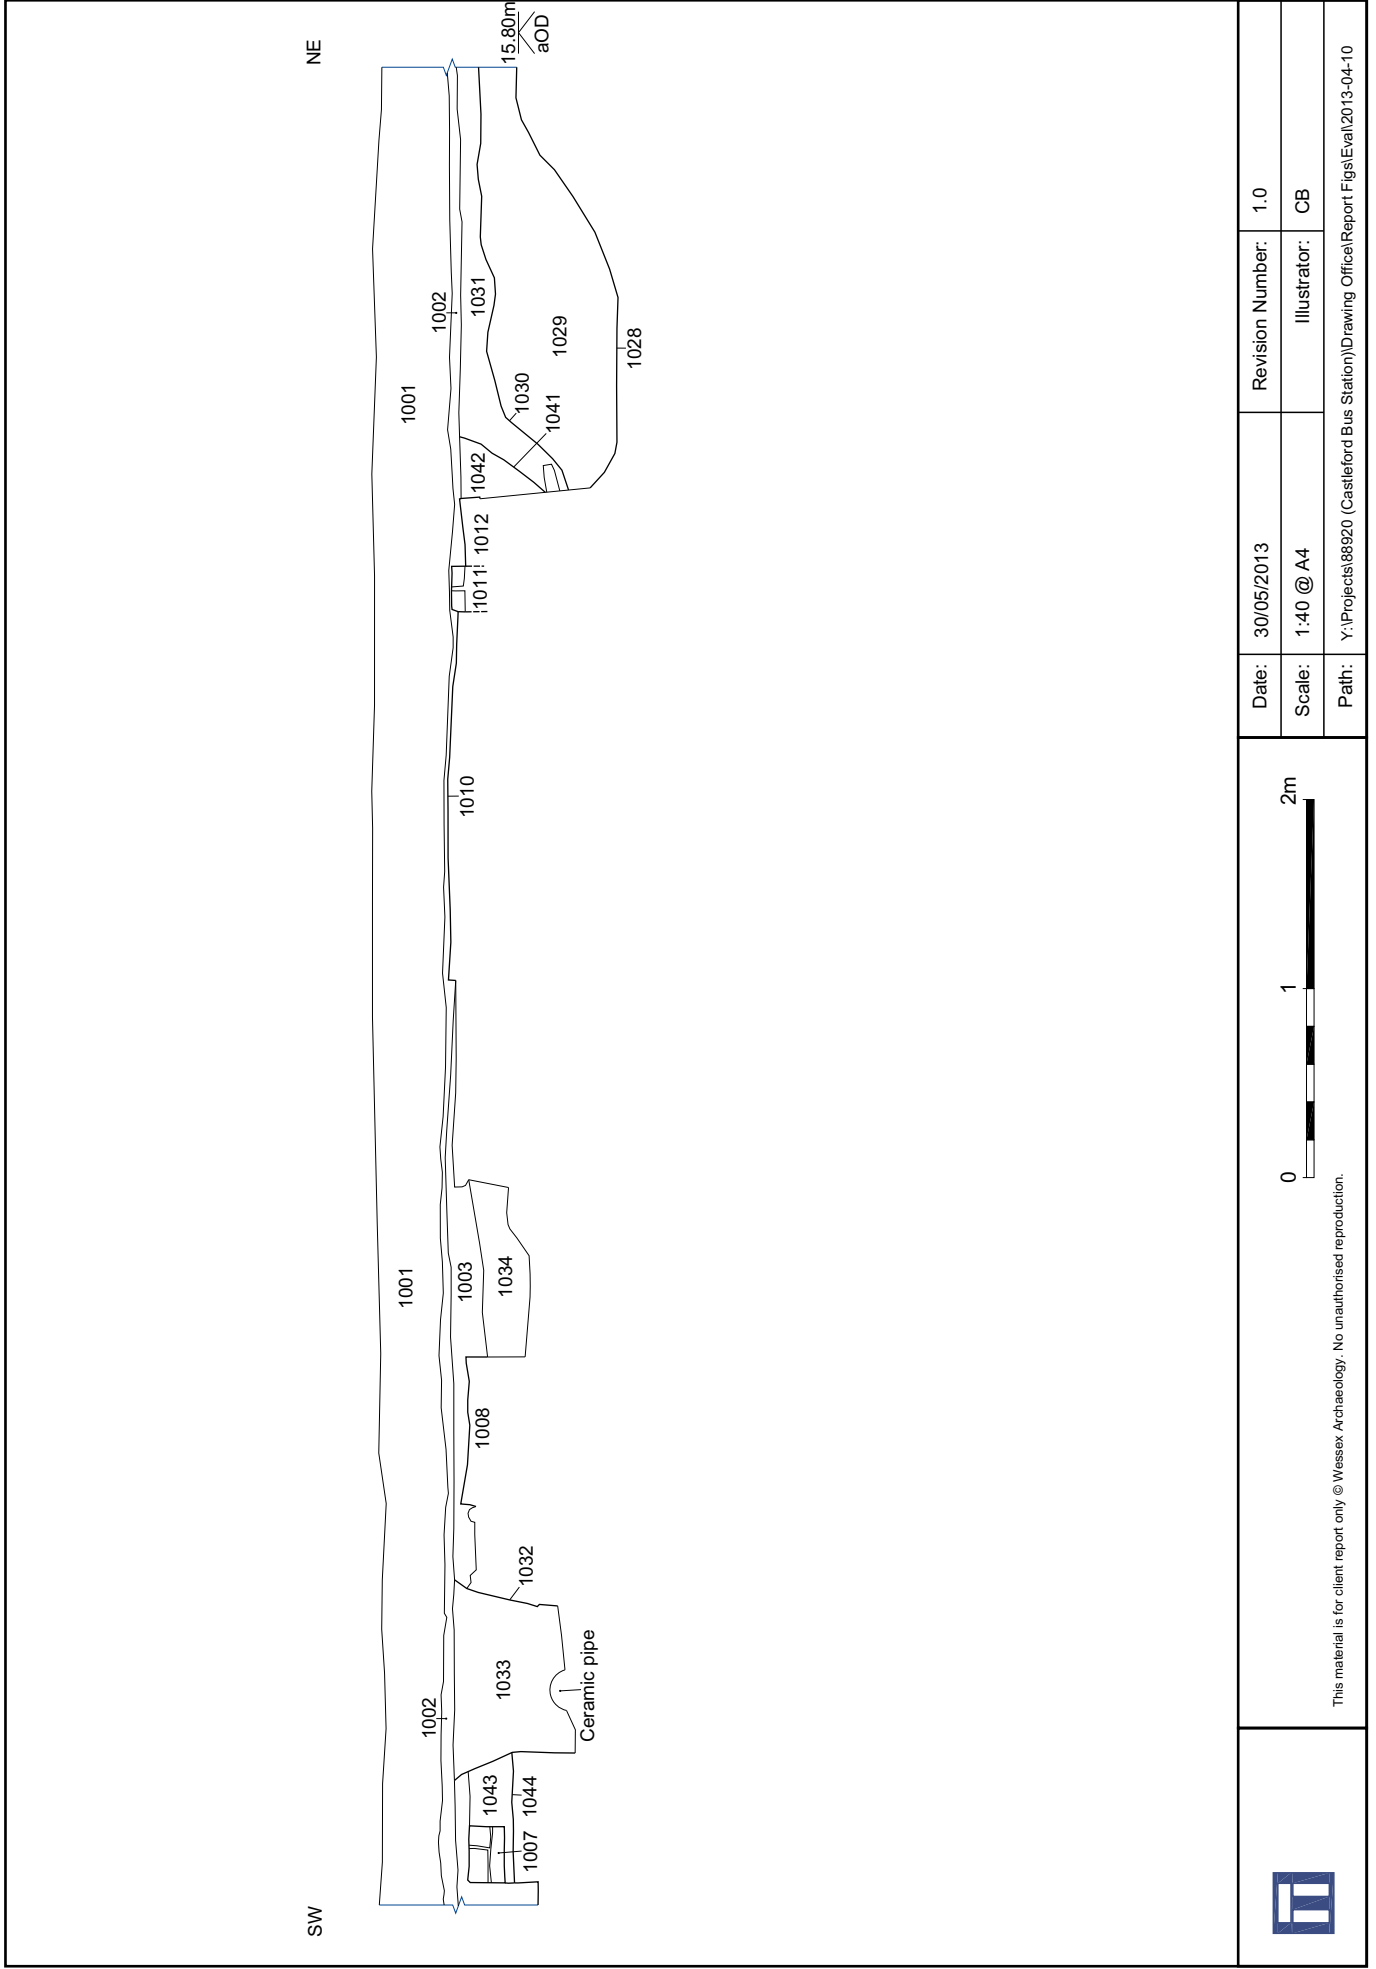 SW
NE
15.80m
aOD
1001
1001
1002
1002
1003
1031
1029
1028
1030
1041
1042
1012
1011
1010
1034
1008
1032
1033
Ceramic pipe
1043
1044
1007
0 1 2m
This material is for client report only © Wessex Archaeology. No unauthorised reproduction.
Date: 30/05/2013 Revision Number: 1.0
Scale: 1:40 @ A4 Illustrator: CB
Path: Y:\Projects\88920 (Castleford Bus Station)\Drawing Office\Report Figs\Eval\2013-04-10